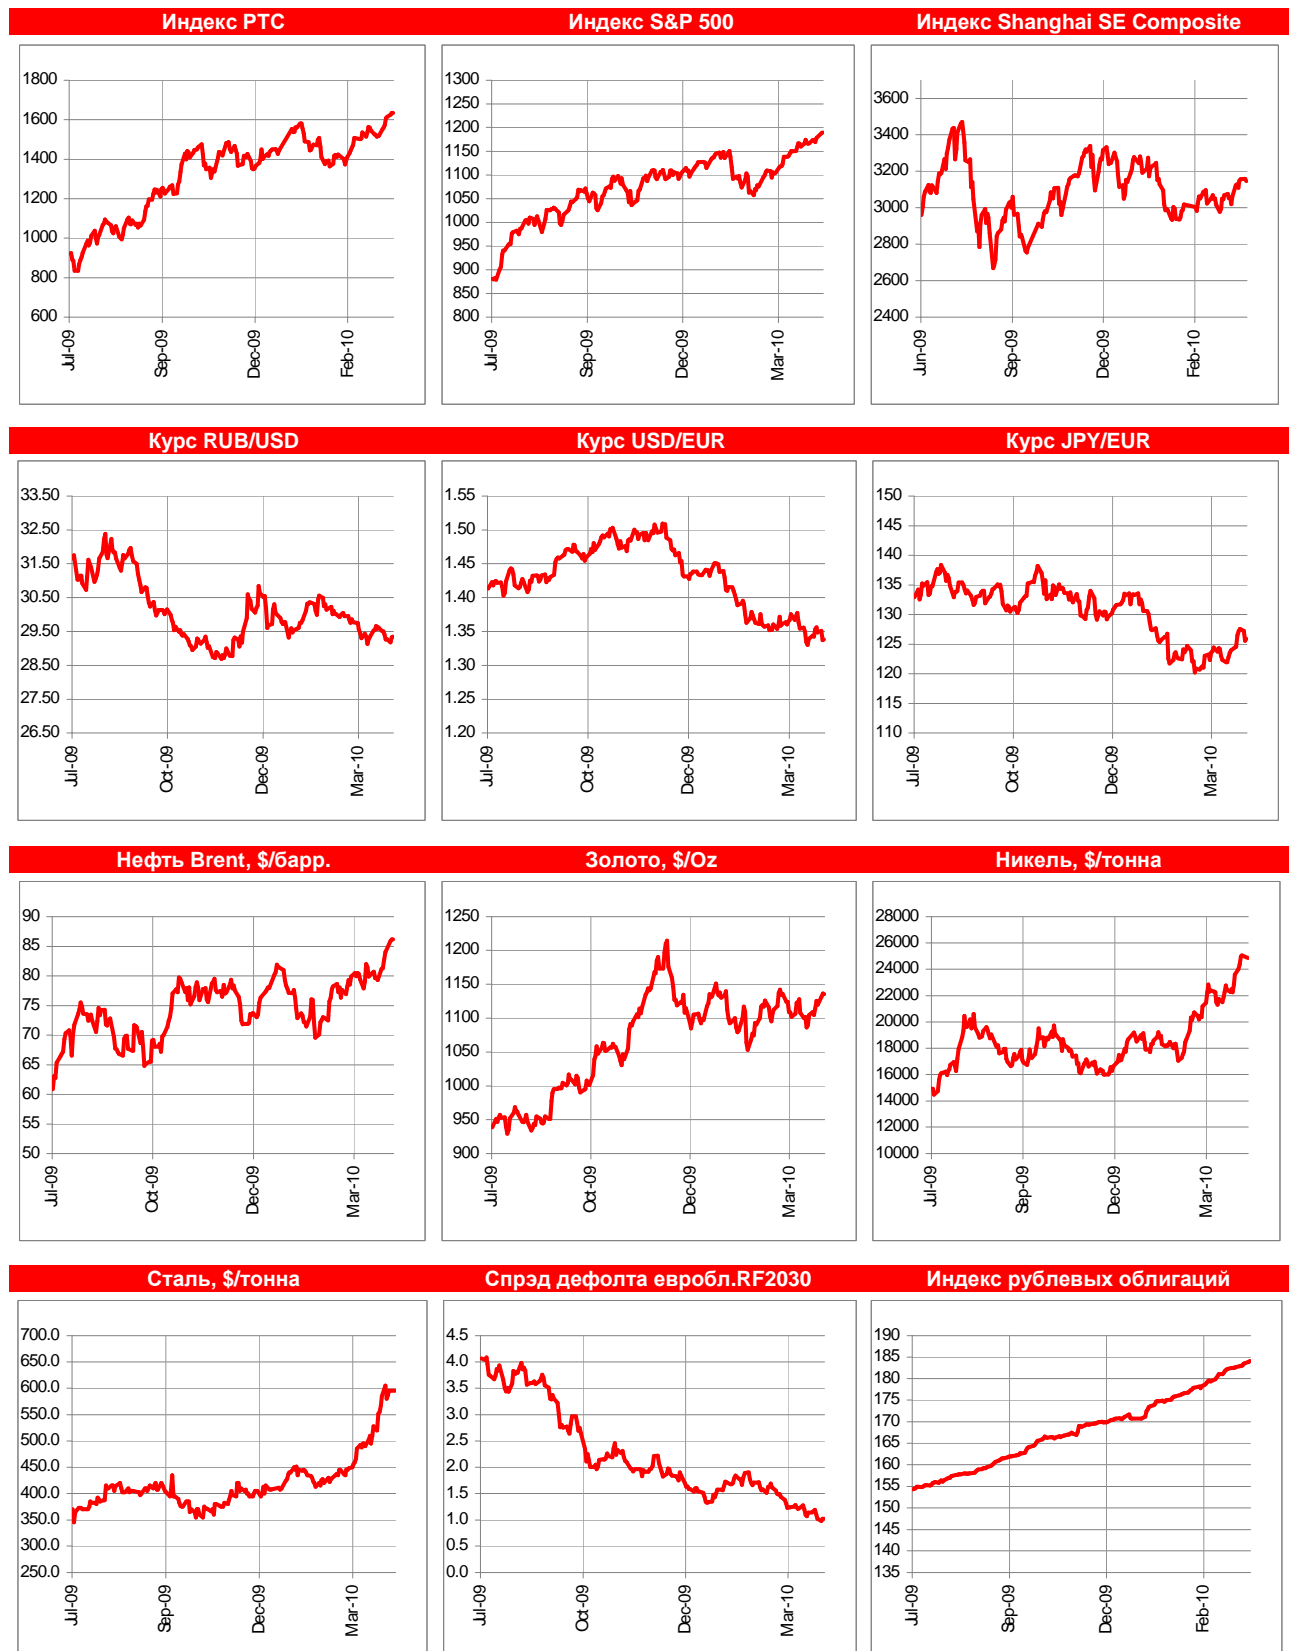 Индекс РТС
1800
1600
1400
1200
1000
800
600
Jul-09
Sep-09
Dec-09
Feb-10
Индекс S&P 500
1300
1250
1200
1150
1100
1050
1000
950
900
850
800
Jul-09
Sep-09
Dec-09
Mar-10
Индекс Shanghai SE Composite
3600
3400
3200
3000
2800
2600
2400
Jun-09
Sep-09
Dec-09
Feb-10
Курс RUB/USD
33.50
32.50
31.50
30.50
29.50
28.50
27.50
26.50
Jul-09
Oct-09
Dec-09
Mar-10
Курс USD/EUR
1.55
1.50
1.45
1.40
1.35
1.30
1.25
1.20
Jul-09
Oct-09
Dec-09
Mar-10
Курс JPY/EUR
150
145
140
135
130
125
120
115
110
Jul-09
Oct-09
Dec-09
Mar-10
Нефть Brent, $/барр.
90
85
80
75
70
65
60
55
50
Jul-09
Oct-09
Dec-09
Mar-10
Золото, $/Oz
1250
1200
1150
1100
1050
1000
950
900
Jul-09
Oct-09
Dec-09
Mar-10
Никель, $/тонна
28000
26000
24000
22000
20000
18000
16000
14000
12000
10000
Jul-09
Sep-09
Dec-09
Mar-10
Сталь, $/тонна
700.0
650.0
600.0
550.0
500.0
450.0
400.0
350.0
300.0
250.0
Jul-09
Sep-09
Dec-09
Mar-10
Спрэд дефолта евробл.RF2030
4.5
4.0
3.5
3.0
2.5
2.0
1.5
1.0
0.5
0.0
Jul-09
Oct-09
Dec-09
Mar-10
Индекс рублевых облигаций
190
185
180
175
170
165
160
155
150
145
140
135
Jul-09
Sep-09
Dec-09
Feb-10